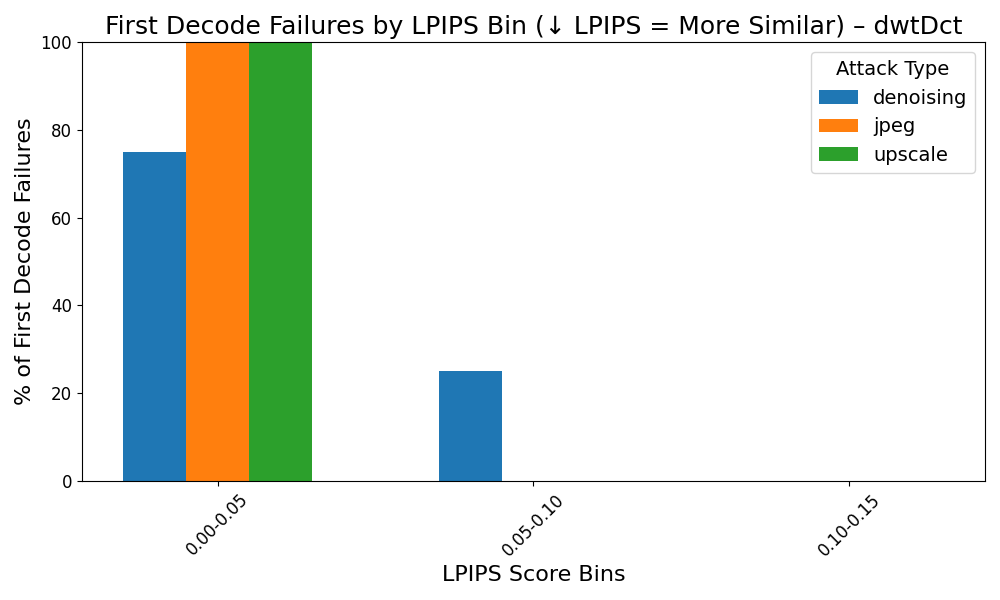 First Decode Failures by LPIPS Bin (↓ LPIPS = More Similar) – dwtDct
% of First Decode Failures
100
80
60
40
20
0
Attack Type
denoising
jpeg
upscale
0.00-0.05
0.05-0.10
0.10-0.15
LPIPS Score Bins